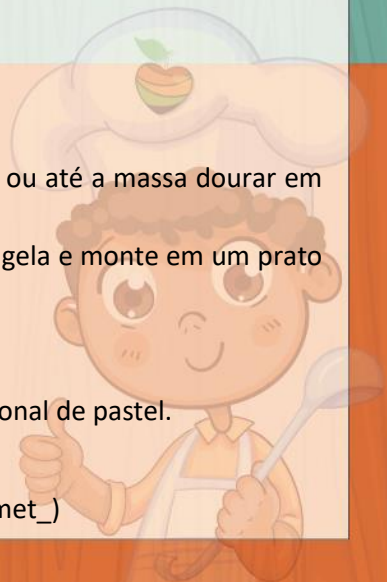 ou até a massa dourar em
gela e monte em um prato
onal de pastel.
met_)